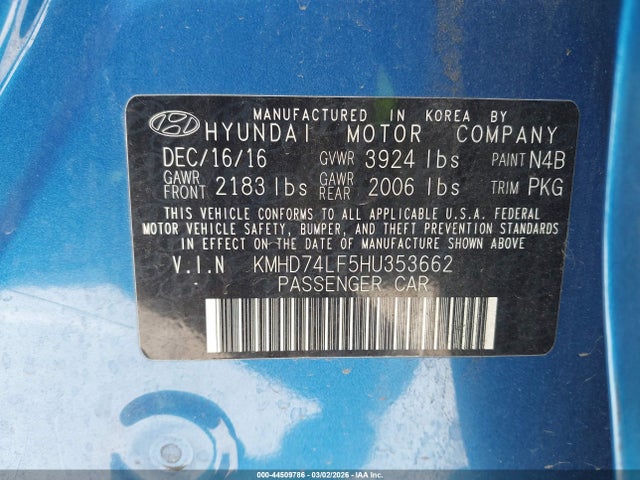 MANUFACTURED IN KOREA BY
HYUNDAI MOTOR COMPANY
DEC/16/16 GVWR 3924 lbs PAINT N4B
GAWR FRONT 2183 lbs GAWR REAR 2006 lbs TRIM PKG
THIS VEHICLE CONFORMS TO ALL APPLICABLE U.S.A. FEDERAL
MOTOR VEHICLE SAFETY, BUMPER, AND THEFT PREVENTION STANDARDS
IN EFFECT ON THE DATE OF MANUFACTURE SHOWN ABOVE
V.I.N KMHD74LF5HU353662
PASSENGER CAR
000-44509786 - 03/02/2026 - IAA Inc.